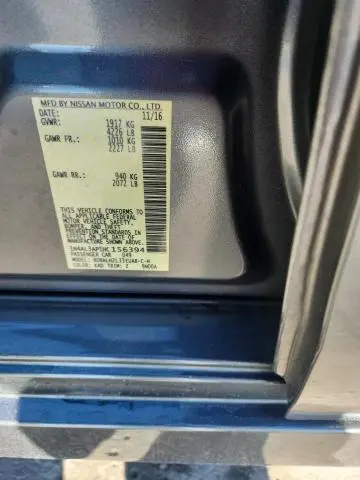 MFD BY NISSAN MOTOR CO., LTD.
DATE: 11/16
GVWR: 1917 KG
4226 LB
GAWR FR.: 1010 KG
2227 LB
GAWR RR.: 940 KG
2072 LB
THIS VEHICLE CONFORMS TO
ALL APPLICABLE FEDERAL
MOTOR VEHICLE SAFETY,
BUMPER, AND THEFT
PREVENTION STANDARDS IN
EFFECT ON THE DATE OF
MANUFACTURE SHOWN ABOVE.
1N4AL3AP1HC156394
PASSENGER CAR 049
MODEL:
COLOR: KAD TRIM: Z